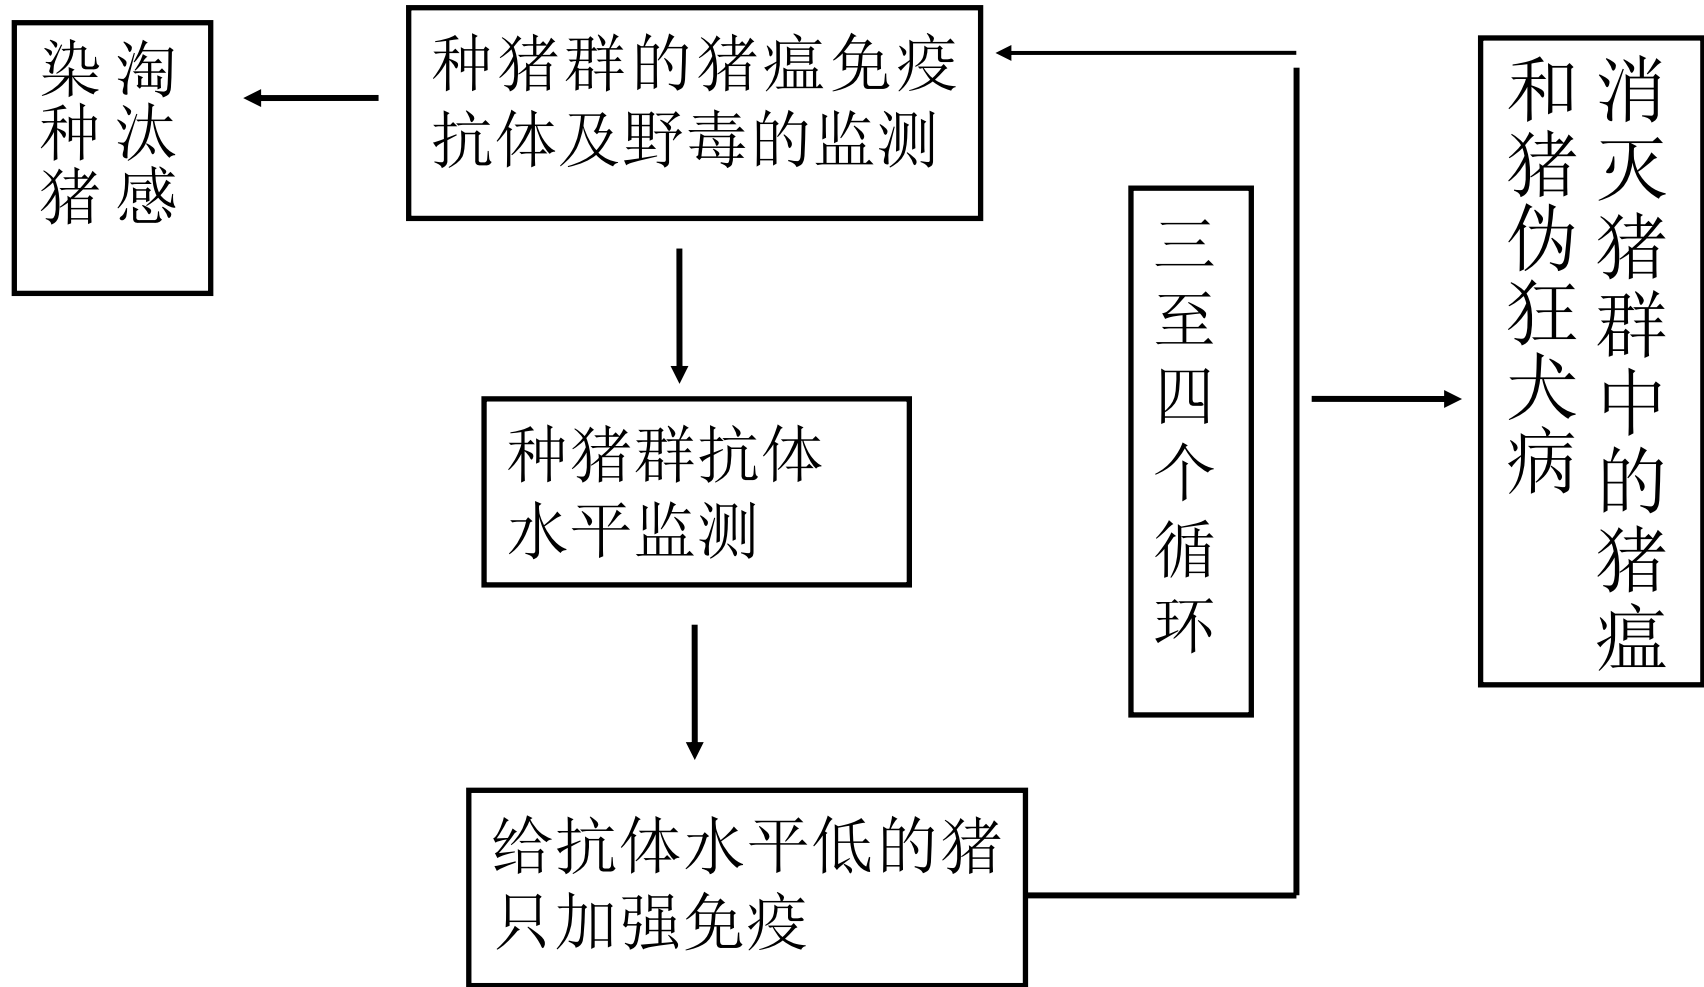 淘汰感
染种猪
种猪群的猪瘟免疫
抗体及野毒的监测
种猪群抗体
水平监测
给抗体水平低的猪
只加强免疫
三至四个循环
消灭猪群中的猪瘟
和猪伪狂犬病